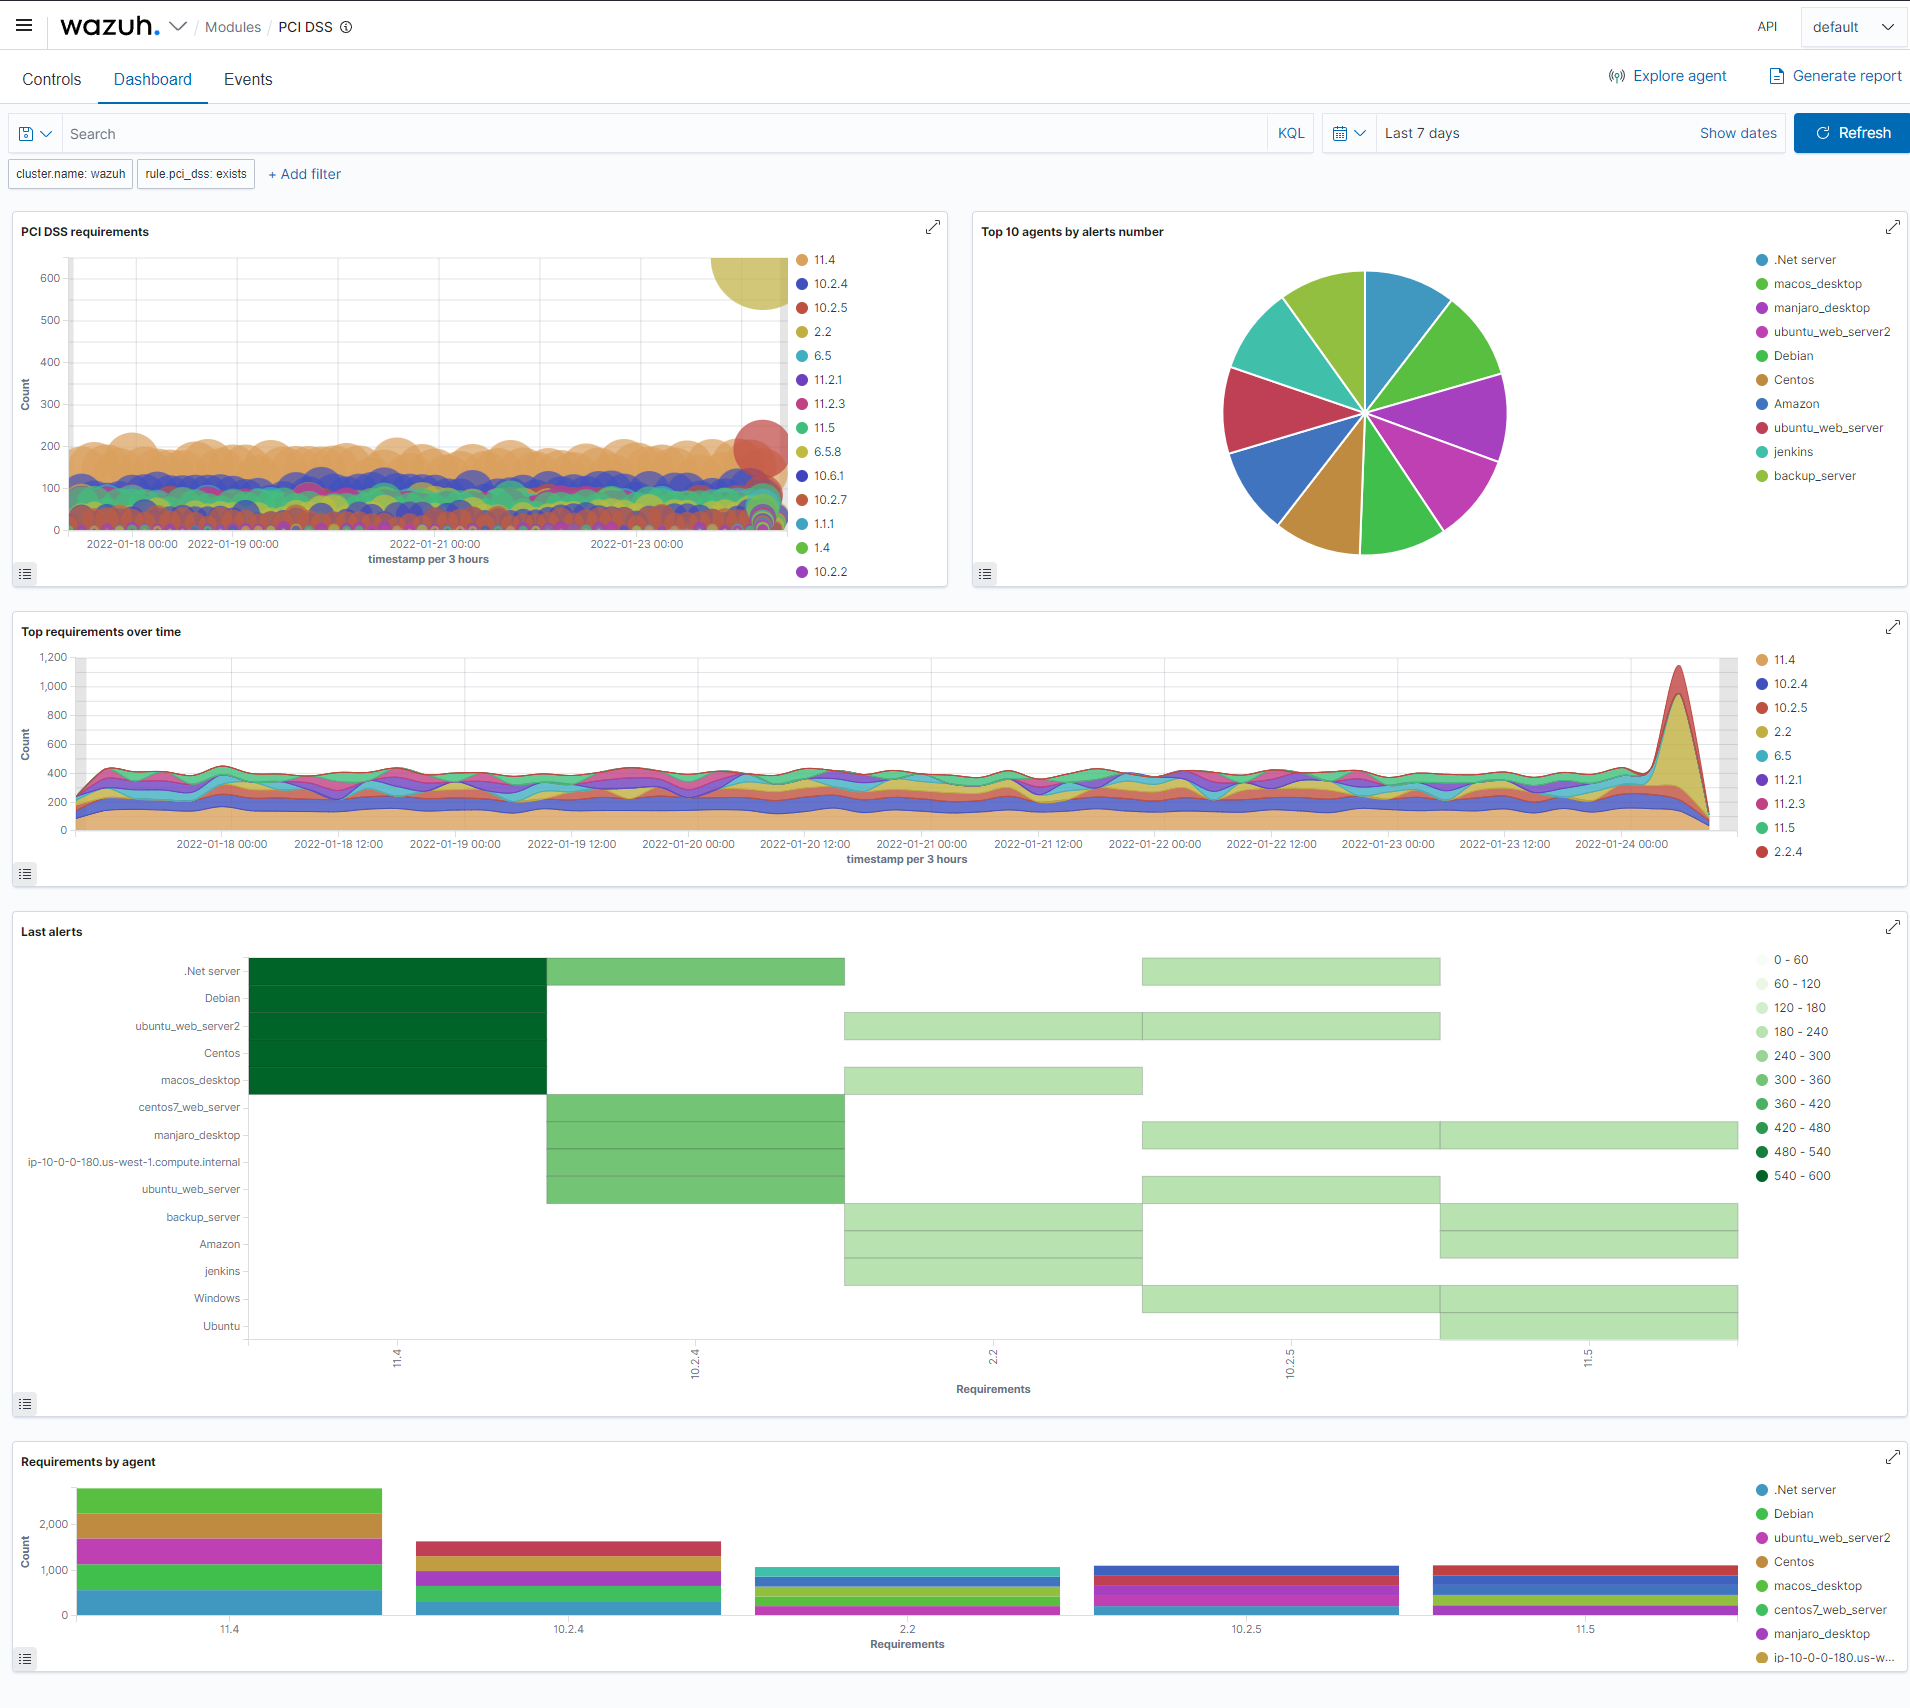 wazuh. / Modules / PCI DSS API default
Controls Dashboard Events Explore agent Generate report
Search KQL Last 7 days Show dates Refresh
cluster.name: wazuh rule.pci_dss: exists + Add filter
PCI DSS requirements
600
500
400
300
200
100
0
Count
2022-01-18 00:00 2022-01-19 00:00 2022-01-21 00:00 2022-01-23 00:00
timestamp per 3 hours
11.4
10.2.4
10.2.5
2.2
6.5
11.2.1
11.2.3
11.5
6.5.8
10.6.1
10.2.7
1.1.1
1.4
10.2.2
Top 10 agents by alerts number
.Net server
macos_desktop
manjaro_desktop
ubuntu_web_server2
Debian
Centos
Amazon
ubuntu_web_server
jenkins
backup_server
Top requirements over time
1,200
1,000
800
600
400
200
0
Count
2022-01-18 00:00 2022-01-18 12:00 2022-01-19 00:00 2022-01-19 12:00 2022-01-20 00:00 2022-01-20 12:00 2022-01-21 00:00 2022-01-21 12:00 2022-01-22 00:00 2022-01-22 12:00 2022-01-23 00:00 2022-01-23 12:00 2022-01-24 00:00
timestamp per 3 hours
11.4
10.2.4
10.2.5
2.2
6.5
11.2.1
11.2.3
11.5
2.2.4
Last alerts
.Net server
Debian
ubuntu_web_server2
Centos
macos_desktop
centos7_web_server
manjaro_desktop
ip-10-0-0-180.us-west-1.compute.internal
ubuntu_web_server
backup_server
Amazon
jenkins
Windows
Ubuntu
11.4 10.2.4 2.2 10.2.5 11.5
Requirements
0 - 60
60 - 120
120 - 180
180 - 240
240 - 300
300 - 360
360 - 420
420 - 480
480 - 540
540 - 600
Requirements by agent
2,000
1,000
0
Count
11.4 10.2.4 2.2 10.2.5 11.5
Requirements
.Net server
Debian
ubuntu_web_server2
Centos
macos_desktop
centos7_web_server
manjaro_desktop
ip-10-0-0-180.us-w...